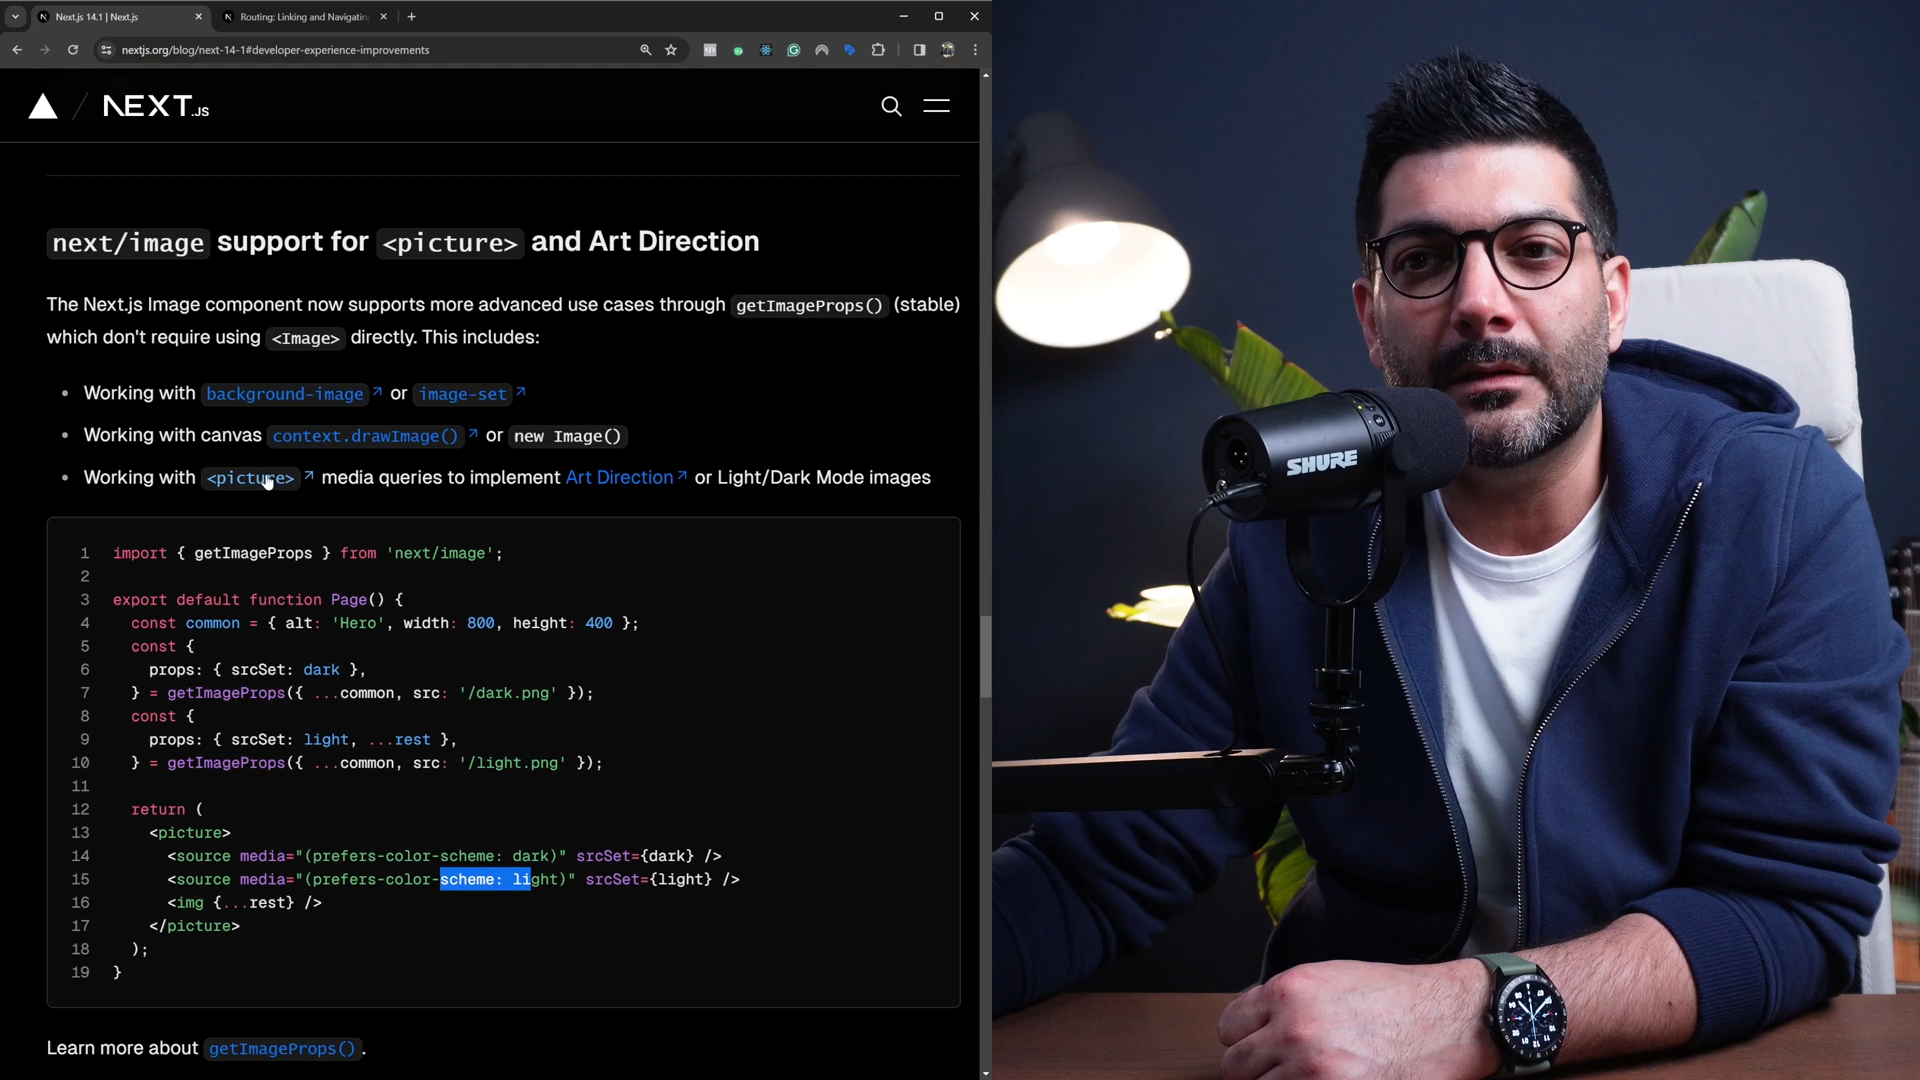 Next.js 14.1 | Next.js
Routing: Linking and Navigating
nextjs.org/blog/next-14-1#developer-experience-improvements
NEXT.JS
next/image support for <picture> and Art Direction
The Next.js Image component now supports more advanced use cases through getImageProps() (stable)
which don't require using <Image> directly. This includes:
• Working with background-image or image-set
• Working with canvas context.drawImage() or new Image()
• Working with <picture> media queries to implement Art Direction or Light/Dark Mode images
1 import { getImageProps } from 'next/image';
2
3 export default function Page() {
4 const common = { alt: 'Hero', width: 800, height: 400 };
5 const {
6 props: { srcSet: dark },
7 } = getImageProps({ ...common, src: '/dark.png' });
8 const {
9 props: { srcSet: light, ...rest },
10 } = getImageProps({ ...common, src: '/light.png' });
11
12 return (
13 <picture>
14 <source media="(prefers-color-scheme: dark)" srcSet={dark} />
15 <source media="(prefers-color-scheme: light)" srcSet={light} />
16 <img {...rest} />
17 </picture>
18 );
19 }
Learn more about getImageProps().
SHURE